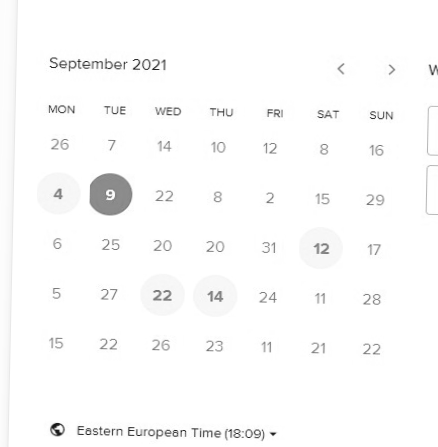 September 2021 < > W
MON TUE WED THU FRI SAT SUN
26 7 14 10 12 8 16
4 9 22 8 2 15 29
6 25 20 20 31 12 17
5 27 22 14 24 11 28
15 22 26 23 11 21 22
Eastern European Time (18:09)